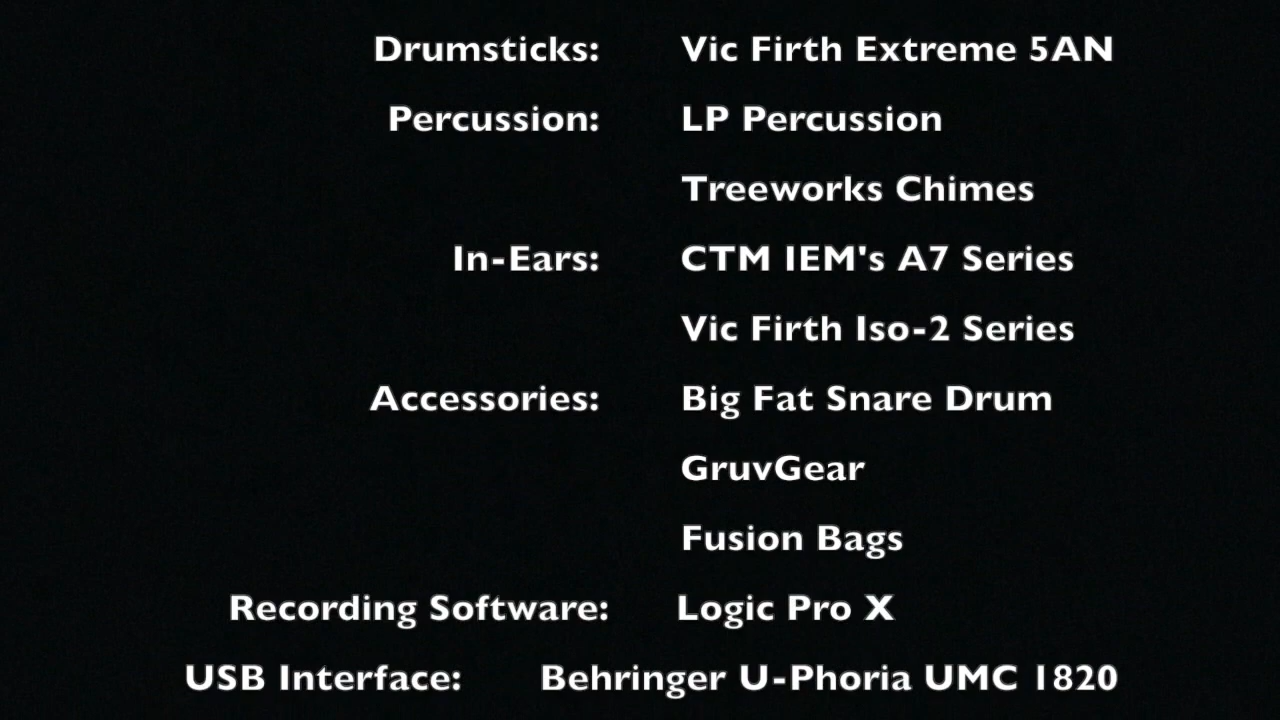 Drumsticks: Vic Firth Extreme 5AN
Percussion: LP Percussion
Treeworks Chimes
In-Ears: CTM IEM's A7 Series
Vic Firth Iso-2 Series
Accessories: Big Fat Snare Drum
GruvGear
Fusion Bags
Recording Software: Logic Pro X
USB Interface: Behringer U-Phoria UMC 1820